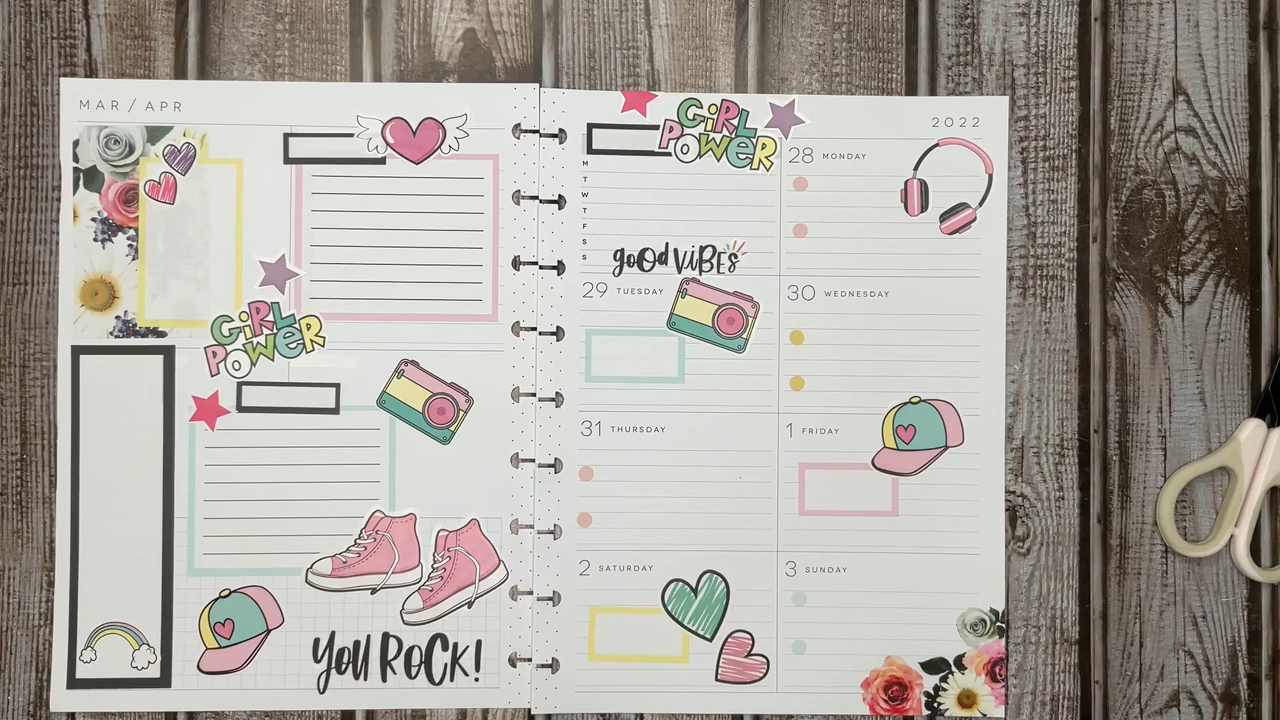 MAR / APR
GiRL
POWeR
YOU ROCK!
2022
GiRL
POWeR
M
T
W
T
F
S
S
good ViBES
28 MONDAY
29 TUESDAY
30 WEDNESDAY
31 THURSDAY
1 FRIDAY
2 SATURDAY
3 SUNDAY